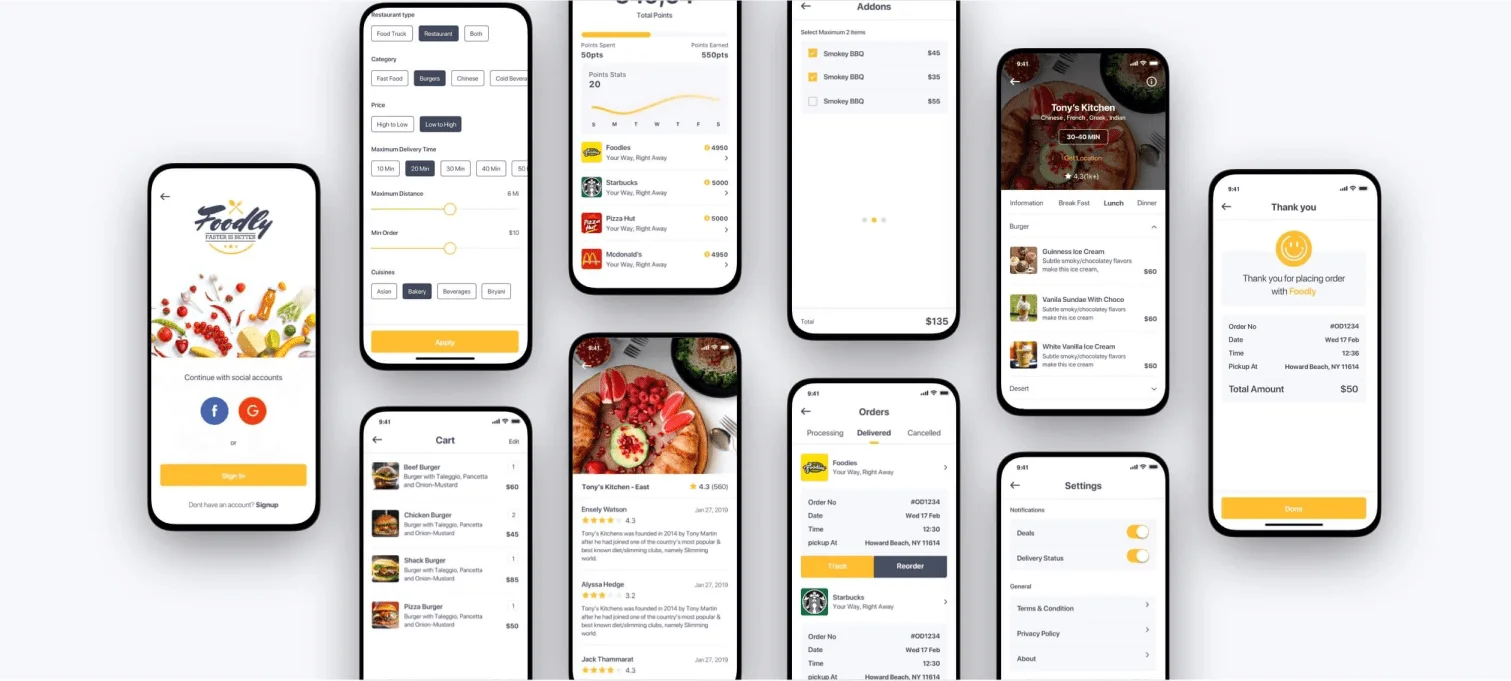 Foodly
FASTER IS BETTER
Continue with social accounts
f
G
or
Sign In
Dont have an account? Signup
Restaurant type
Food Truck
Restaurant
Both
Category
Fast Food
Burgers
Chinese
Cold Bevera
Price
High to Low
Low to High
Maximum Delivery Time
10 Min
20 Min
30 Min
40 Min
Maximum Distance
6 Mi
Min Order
$10
Cuisines
Asian
Bakery
Beverages
Biryani
Apply
9:41
Cart
Edit
Beef Burger
1
Burger with Taleggio, Pancetta
and Onion-Mustard
$60
Chicken Burger
2
Burger with Taleggio, Pancetta
and Onion-Mustard
$45
Shack Burger
1
Burger with Taleggio, Pancetta
and Onion-Mustard
$85
Pizza Burger
1
Burger with Taleggio, Pancetta
and Onion-Mustard
$50
Total Points
Points Spent
Points Earned
50pts
550pts
Points Stats
20
S M T W T F S
Foodies
4950
Your Way, Right Away
Starbucks
5000
Your Way, Right Away
Pizza Hut
5000
Your Way, Right Away
Mcdonald's
4950
Your Way, Right Away
9:41
Tony's Kitchen - East
4.3 (560)
Ensely Watson
Jan 27, 2019
4.3
Tony's Kitchen was founded in 2014 by Tony Martin
after he had joined one of the country's most popular &
best known diet/slimming clubs, namely Slimming
world
Alyssa Hedge
Jan 27, 2019
3.2
Tony's Kitchens was founded in 2014 by Tony Martin
after he had joined one of the country's most popular &
best known diet/slimming clubs, namely Slimming
world
Jack Thammarat
Jan 27, 2019
4.3
Addons
Select Maximum 2 items
Smokey BBQ
$45
Smokey BBQ
$35
Smokey BBQ
$55
Total
$135
9:41
Orders
Processing
Delivered
Cancelled
Foodies
Your Way, Right Away
Order No
#OD1234
Date
Wed 17 Feb
Time
12:30
pickup At
Howard Beach, NY 11614
Track
Reorder
Starbucks
Your Way, Right Away
Order No
#OD1234
Date
Wed 17 Feb
Time
12:30
pickup At
Howard Beach, NY 11614
9:41
Tony's Kitchen
Chinese , French , Greek , Indian
30-40 MIN
Get Location
4.3(1k+)
Information
Break Fast
Lunch
Dinner
Burger
Guinness Ice Cream
Subtle smoky/chocolatey flavors
make this ice cream,
$60
Vanila Sundae With Choco
Subtle smoky/chocolatey flavors
make this ice cream
$60
White Vanilla Ice Cream
Subtle smoky/chocolatey flavors
make this ice cream
$60
Desert
9:41
Settings
Notifications
Deals
Delivery Status
General
Terms & Condition
Privacy Policy
About
9:41
Thank you
Thank you for placing order
with Foodly
Order No
#OD1234
Date
Wed 17 Feb
Time
12:36
Pickup At
Howard Beach, NY 11614
Total Amount
$50
Done